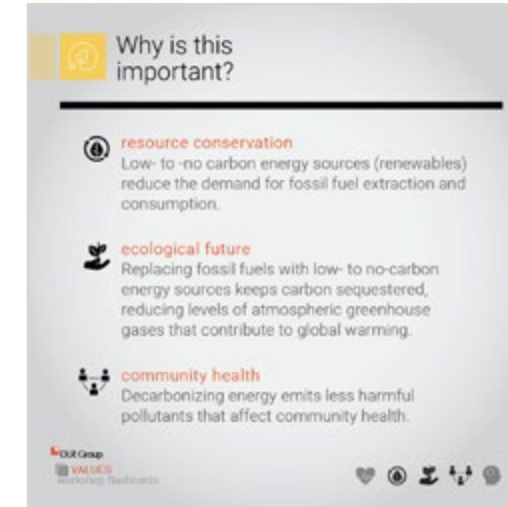 Why is this
important?
resource conservation
Low- to -no carbon energy sources (renewables)
reduce the demand for fossil fuel extraction and
consumption.
ecological future
Replacing fossil fuels with low- to no-carbon
energy sources keeps carbon sequestered,
reducing levels of atmospheric greenhouse
gases that contribute to global warming.
community health
Decarbonizing energy emits less harmful
pollutants that affect community health.
Group
VALUES
workshop flashcards